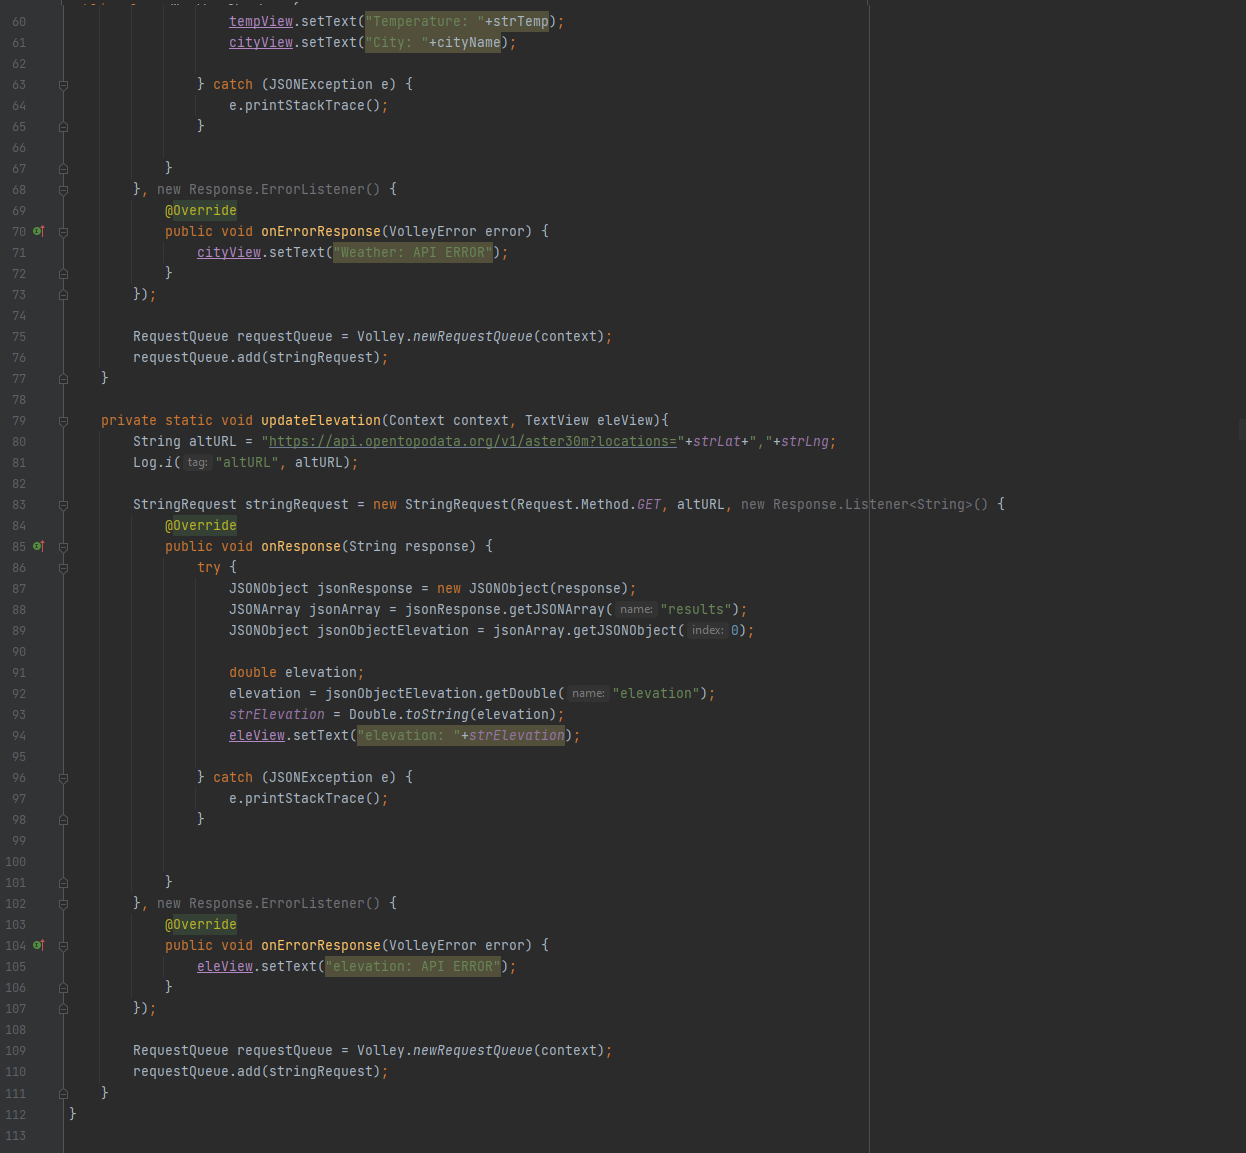 60 tempView.setText("Temperature: "+strTemp);
61 cityView.setText("City: "+cityName);
62
63 } catch (JSONException e) {
64 e.printStackTrace();
65 }
66
67 }
68 }, new Response.ErrorListener() {
69 @Override
70 public void onErrorResponse(VolleyError error) {
71 cityView.setText("Weather: API ERROR");
72 }
73 });
74
75 RequestQueue requestQueue = Volley.newRequestQueue(context);
76 requestQueue.add(stringRequest);
77 }
78
79 private static void updateElevation(Context context, TextView eleView){
80 String altURL = "https://api.opentopodata.org/v1/aster30m?locations="+strLat+","+strLng;
81 Log.i( tag: "altURL", altURL);
82
83 StringRequest stringRequest = new StringRequest(Request.Method.GET, altURL, new Response.Listener<String>() {
84 @Override
85 public void onResponse(String response) {
86 try {
87 JSONObject jsonResponse = new JSONObject(response);
88 JSONArray jsonArray = jsonResponse.getJSONArray( name: "results");
89 JSONObject jsonObjectElevation = jsonArray.getJSONObject( index: 0);
90
91 double elevation;
92 elevation = jsonObjectElevation.getDouble( name: "elevation");
93 strElevation = Double.toString(elevation);
94 eleView.setText("elevation: "+strElevation);
95
96 } catch (JSONException e) {
97 e.printStackTrace();
98 }
99
100
101 }
102 }, new Response.ErrorListener() {
103 @Override
104 public void onErrorResponse(VolleyError error) {
105 eleView.setText("elevation: API ERROR");
106 }
107 });
108
109 RequestQueue requestQueue = Volley.newRequestQueue(context);
110 requestQueue.add(stringRequest);
111 }
112 }
113